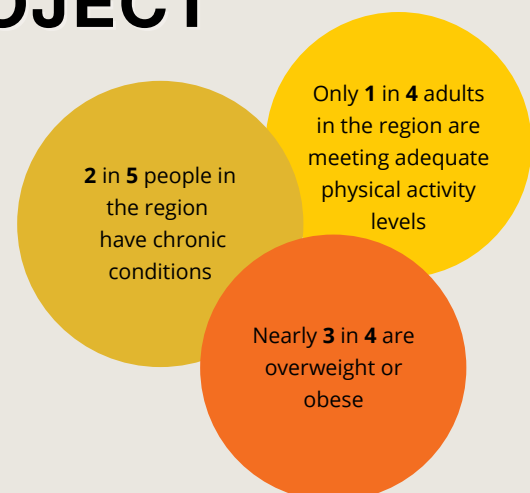 2 in 5 people in
the region
have chronic
conditions
Only 1 in 4 adults
in the region are
meeting adequate
physical activity
levels
Nearly 3 in 4 are
overweight or
obese